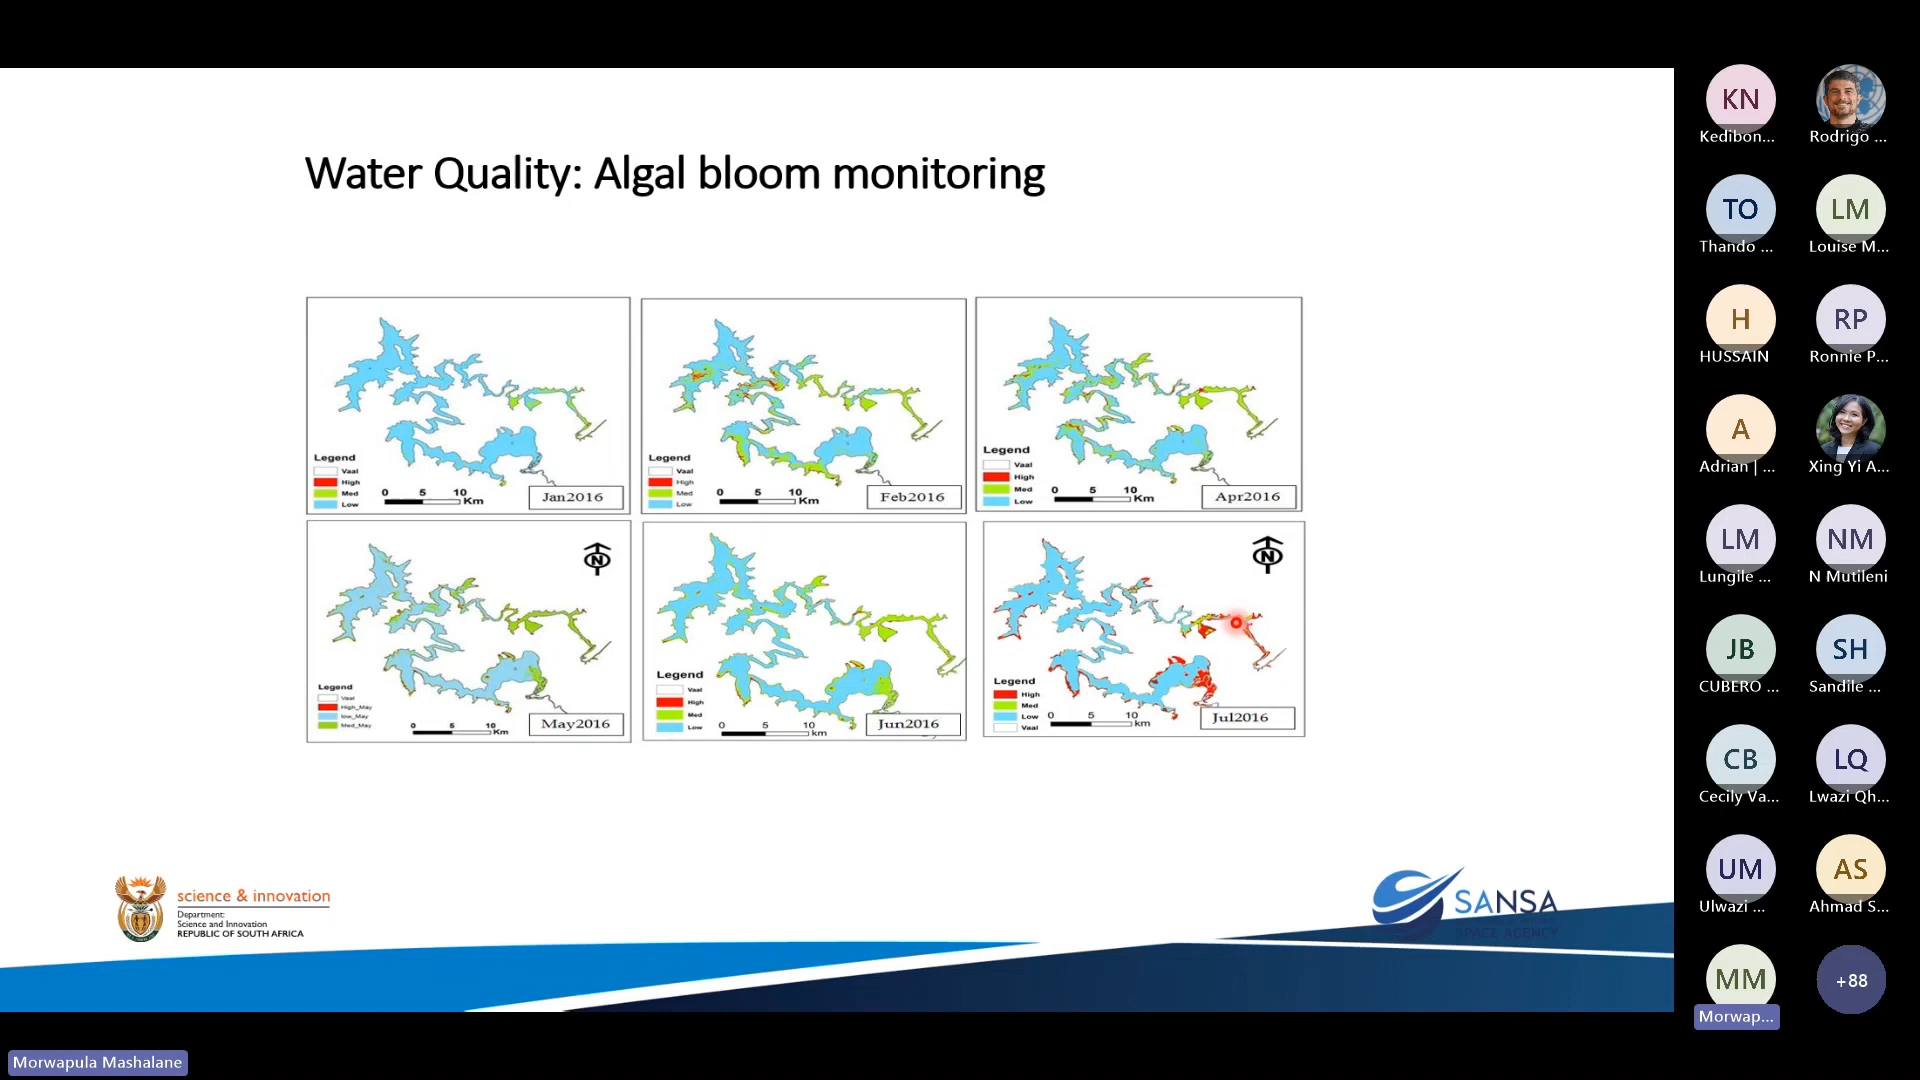 Water Quality: Algal bloom monitoring
Legend
Vaal
High
Med
Low
0 5 10 Km
Jan2016
Legend
Vaal
High
Med
Low
0 5 10 Km
Feb2016
Legend
Vaal
High
Med
Low
0 5 10 Km
Apr2016
N
Legend
Vaal
High_May
low_May
Med_May
0 5 10 Km
May2016
Legend
Vaal
High
Med
Low
0 5 10 km
Jun2016
N
Legend
High
Med
Low
Vaal
0 5 10 km
Jul2016
science & innovation
Department:
Science and Innovation
REPUBLIC OF SOUTH AFRICA
SANSA
SPACE AGENCY
KN
Kedibon...
Rodrigo ...
TO
Thando ...
LM
Louise M...
H
HUSSAIN
RP
Ronnie P...
A
Adrian | ...
Xing Yi A...
LM
Lungile ...
NM
N Mutileni
JB
CUBERO ...
SH
Sandile ...
CB
Cecily Va...
LQ
Lwazi Qh...
UM
Ulwazi ...
AS
Ahmad S...
MM
Morwap...
+88
Morwapula Mashalane